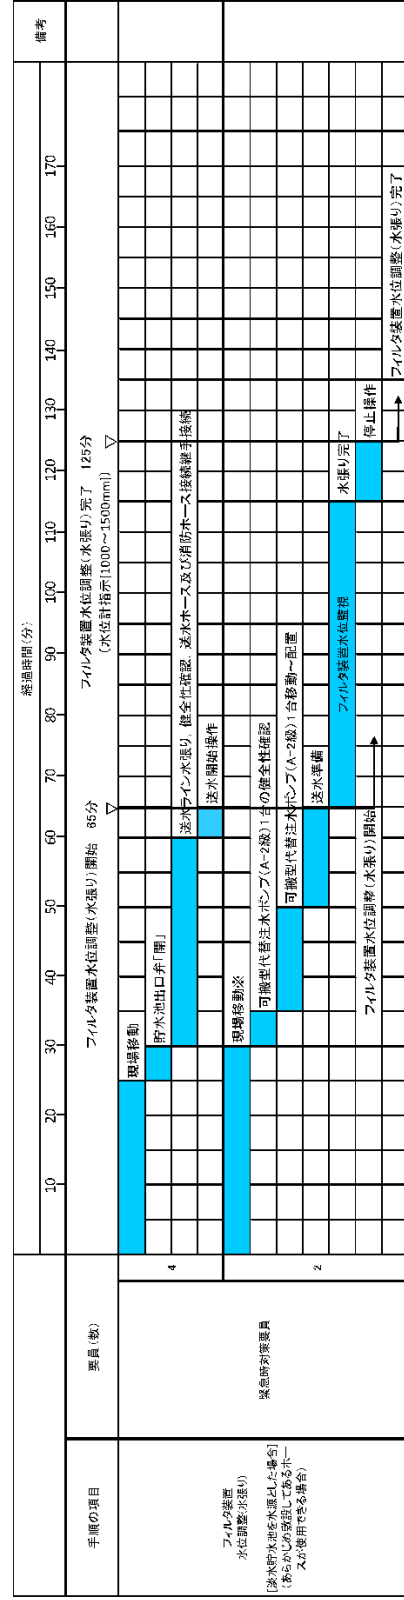 手順の項目
要員(数)
経過時間(分)
備考
10
20
30
40
50
60
70
80
90
100
110
120
130
140
150
160
170
フィルタ装置水位調整(水張り)開始 65分
フィルタ装置水位調整(水張り)完了 125分
(水位計指示[1000～1500mm])
フィルタ装置
水位調整(水張り)
[淡水貯水池を水源とした場合]
(あらかじめ敷設してあるホー
スが使用できる場合)
緊急時対策要員
4
現場移動
貯水池出口弁「開」
送水ライン水張り，健全性確認，送水ホース及び消防ホース接続継手接続
送水開始操作
2
現場移動※
可搬型代替注水ポンプ(A-2級)1台の健全性確認
可搬型代替注水ポンプ(A-2級)1台移動～配置
送水準備
フィルタ装置水位監視
水張り完了
停止操作
フィルタ装置水位調整(水張り)開始
フィルタ装置水位調整(水張り)完了